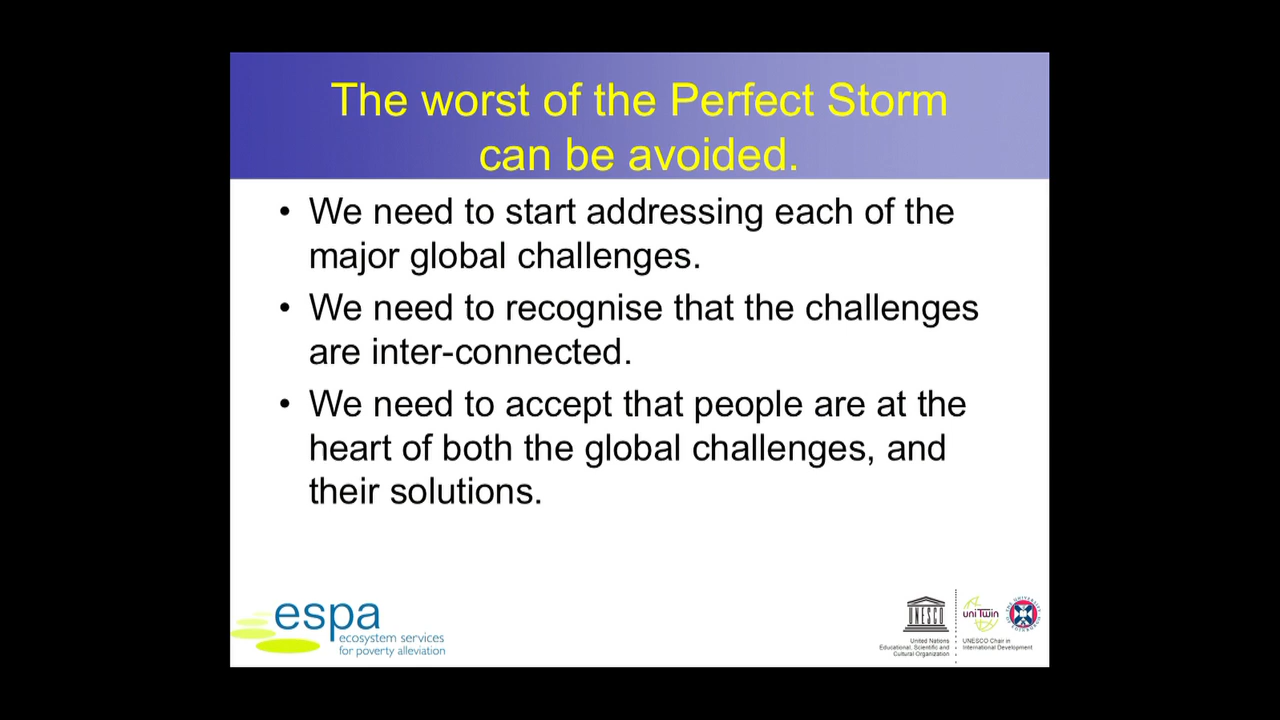 The worst of the Perfect Storm
can be avoided.
• We need to start addressing each of the
major global challenges.
• We need to recognise that the challenges
are inter-connected.
• We need to accept that people are at the
heart of both the global challenges, and
their solutions.
espa
ecosystem services
for poverty alleviation
UNESCO
United Nations
Educational, Scientific and
Cultural Organization
uniTwin
UNESCO Chair in
International Development